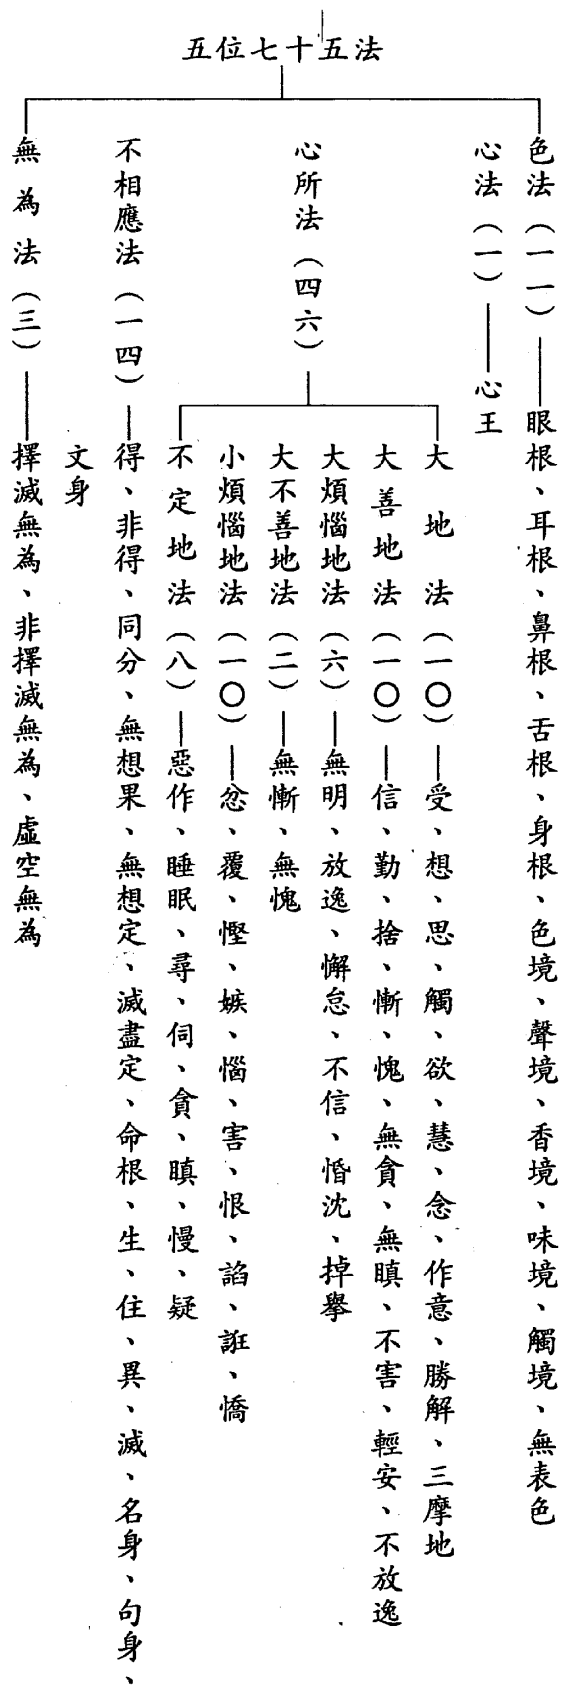 五位七十五法
色法（一一）——眼根、耳根、鼻根、舌根、身根、色境、聲境、香境、味境、觸境、無表色
心法（一）——心王
心所法（四六）
大地法（一〇）—受、想、思、觸、欲、慧、念、作意、勝解、三摩地
大善地法（一〇）—信、勤、捨、慚、愧、無貪、無瞋、不害、輕安、不放逸
大煩惱地法（六）—無明、放逸、懈怠、不信、惛沈、掉舉
大不善地法（二）—無慚、無愧
小煩惱地法（一〇）—忿、覆、慳、嫉、惱、害、恨、諂、誑、憍
不定地法（八）—惡作、睡眠、尋、伺、貪、瞋、慢、疑
不相應法（一四）—得、非得、同分、無想果、無想定、滅盡定、命根、生、住、異、滅、名身、句身、
文身
無為法（三）——擇滅無為、非擇滅無為、虛空無為